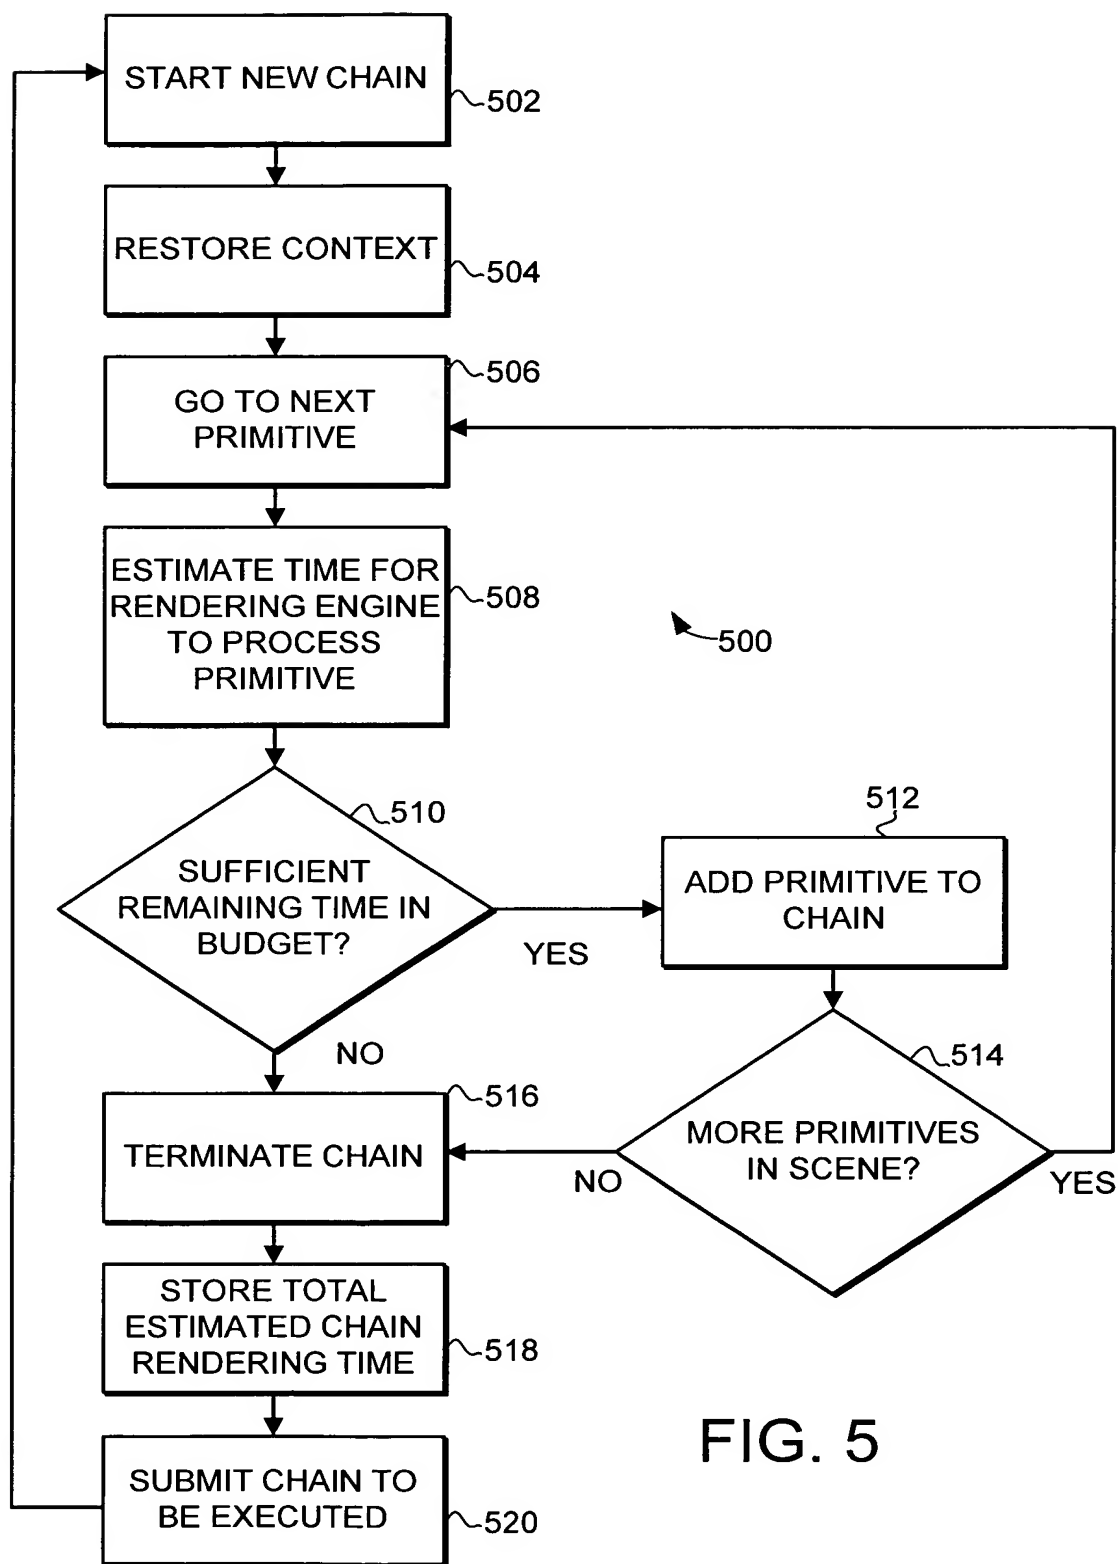 START NEW CHAIN
502
RESTORE CONTEXT
504
506
GO TO NEXT
PRIMITIVE
ESTIMATE TIME FOR
RENDERING ENGINE
TO PROCESS
PRIMITIVE
508
500
510
SUFFICIENT
REMAINING TIME IN
BUDGET?
YES
NO
512
ADD PRIMITIVE TO
CHAIN
514
MORE PRIMITIVES
IN SCENE?
NO
YES
516
TERMINATE CHAIN
STORE TOTAL
ESTIMATED CHAIN
RENDERING TIME
518
SUBMIT CHAIN TO
BE EXECUTED
520
FIG. 5